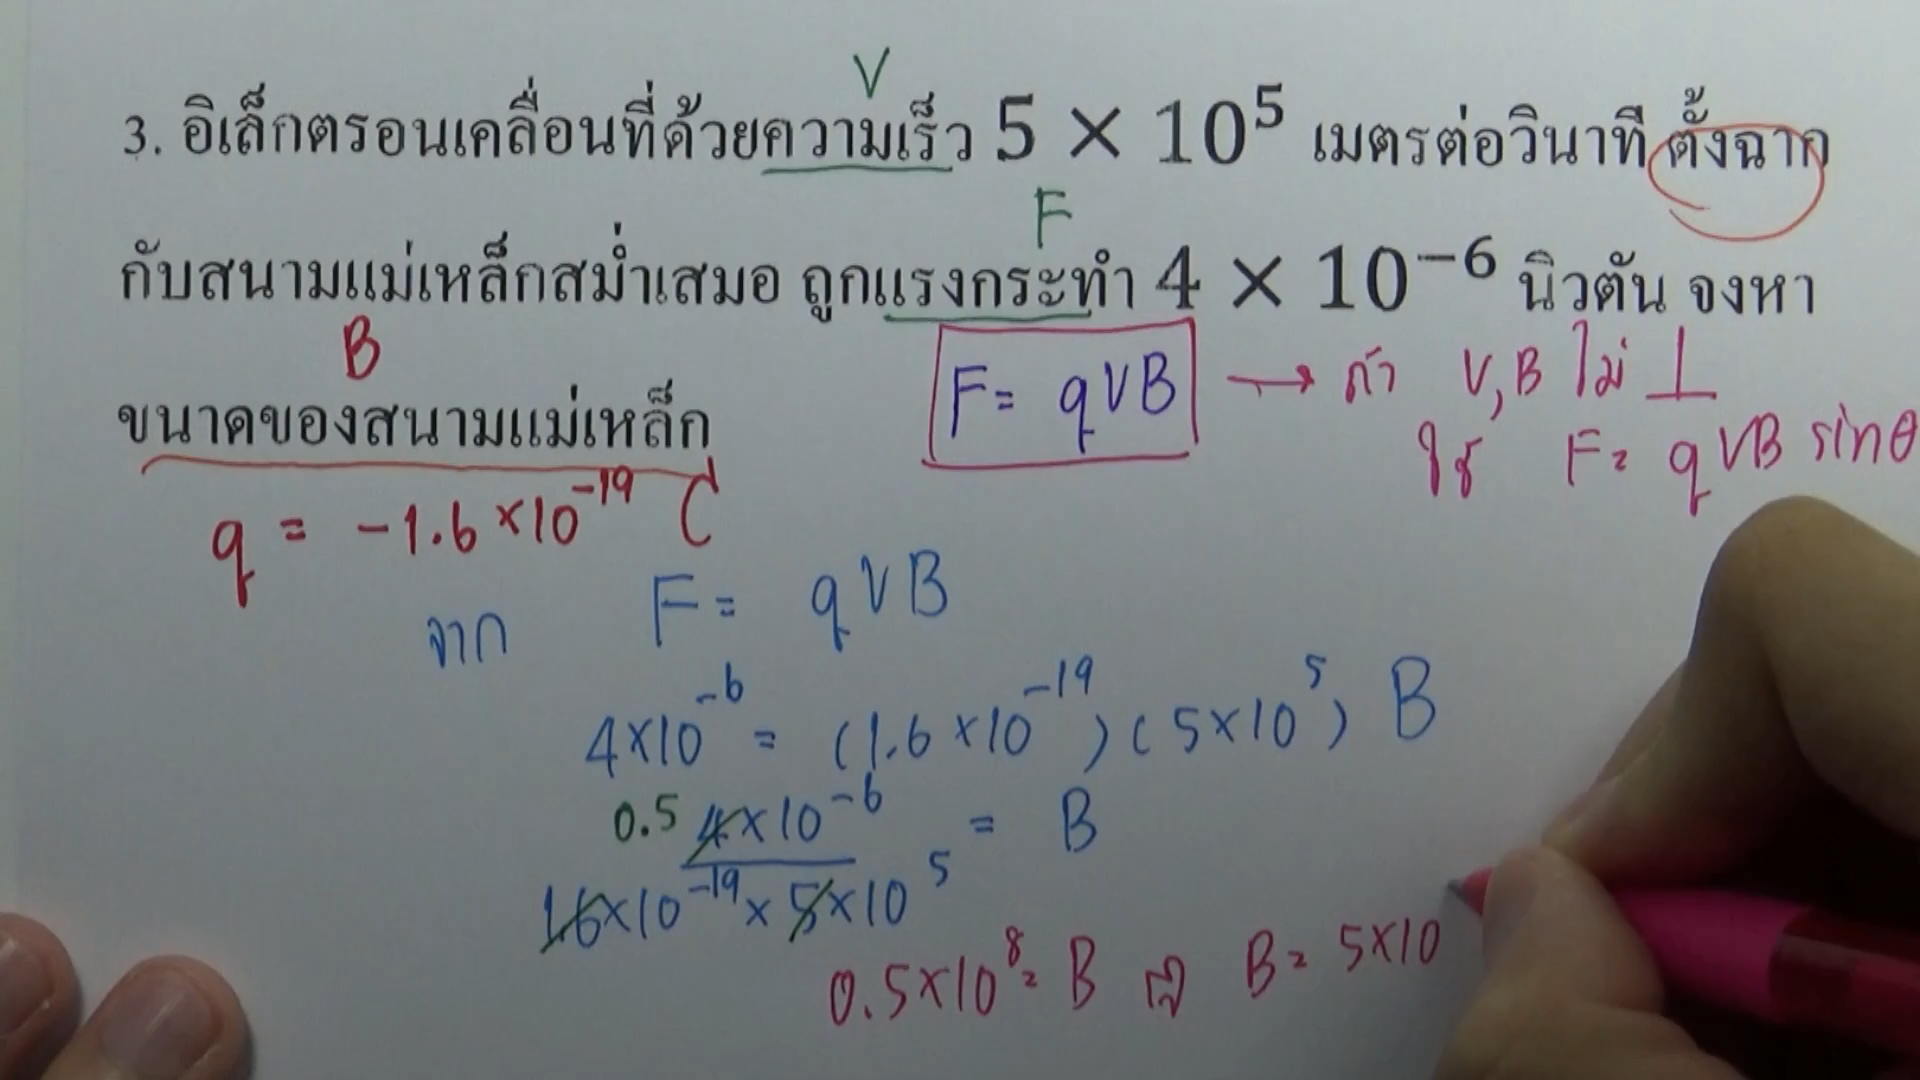 V
3. อิเล็กตรอนเคลื่อนที่ด้วยความเร็ว 5 × 10⁵ เมตรต่อวินาที ตั้งฉาก
F
กับสนามแม่เหล็กสม่ำเสมอ ถูกแรงกระทำ 4 × 10⁻⁶ นิวตัน จงหา
B
ขนาดของสนามแม่เหล็ก
F = qVB → ถ้า V, B ไม่ ⊥
ใช้ F = qVB sinθ
q = -1.6 × 10⁻¹⁹ C
จาก F = qVB
4×10⁻⁶ = (1.6×10⁻¹⁹)(5×10⁵) B
0.5 4×10⁻⁶ = B
1.6×10⁻¹⁹ × 5×10⁵
0.5×10⁸ = B B = 5×10